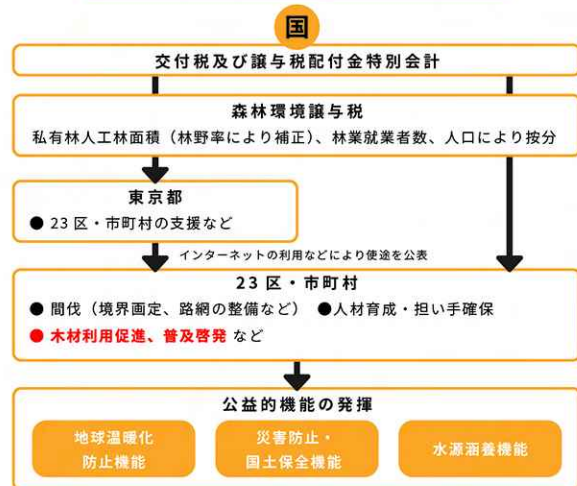 国
交付税及び譲与税配付金特別会計
森林環境譲与税
私有林人工林面積（林野率により補正）、林業就業者数、人口により按分
東京都
● 23区・市町村の支援など
インターネットの利用などにより使途を公表
23区・市町村
● 間伐（境界画定、路網の整備など） ●人材育成・担い手確保
● 木材利用促進、普及啓発 など
公益的機能の発揮
地球温暖化
防止機能
災害防止・
国土保全機能
水源涵養機能